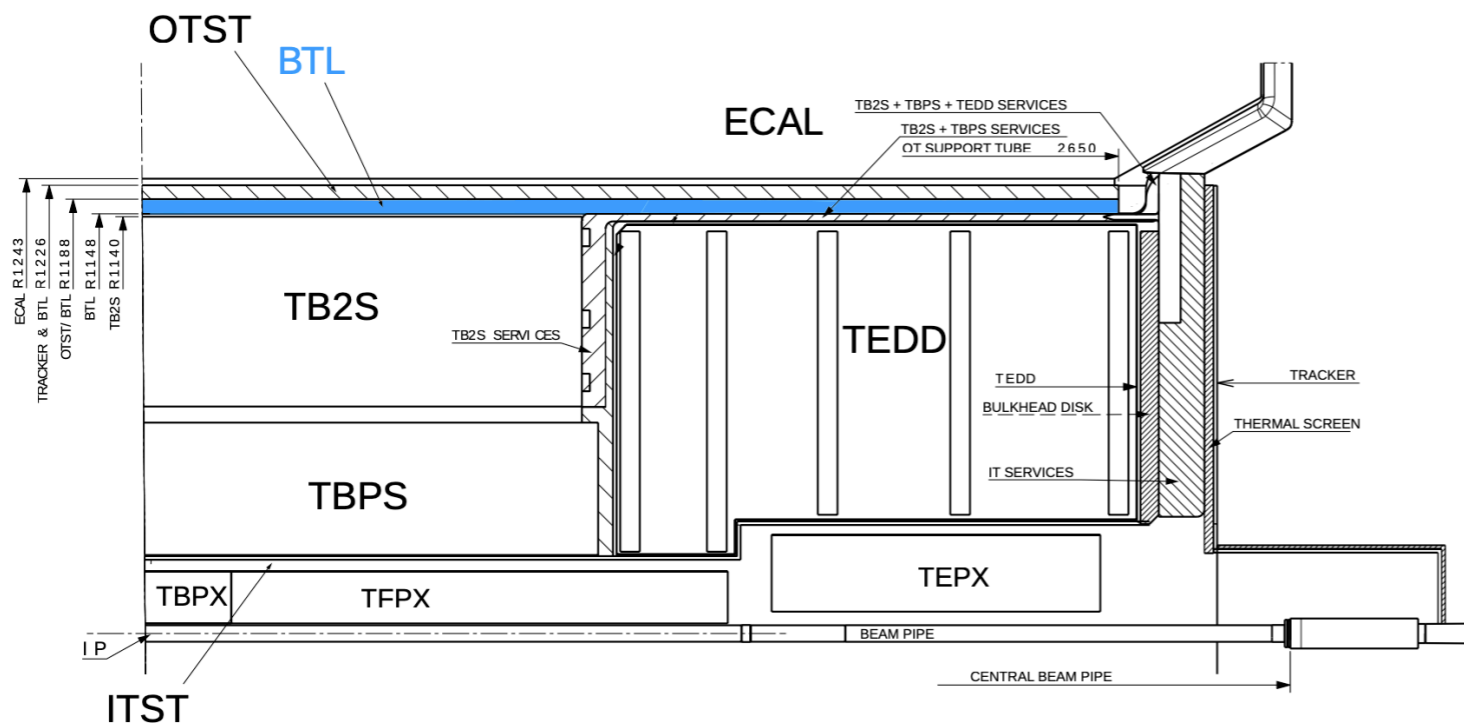 OTST
BTL
ECAL
TB2S + TBPS + TEDD SERVICES
TB2S + TBPS SERVICES
OT SUPPORT TUBE 2650
ECAL R1243
TRACKER & BTL R1226
OTST/ BTL R1188
BTL R1148
TB2S R1140
TB2S
TB2S SERVICES
TEDD
TEDD
BULKHEAD DISK
IT SERVICES
TRACKER
THERMAL SCREEN
TBPS
TBPX
TFPX
TEPX
BEAM PIPE
IP
CENTRAL BEAM PIPE
ITST